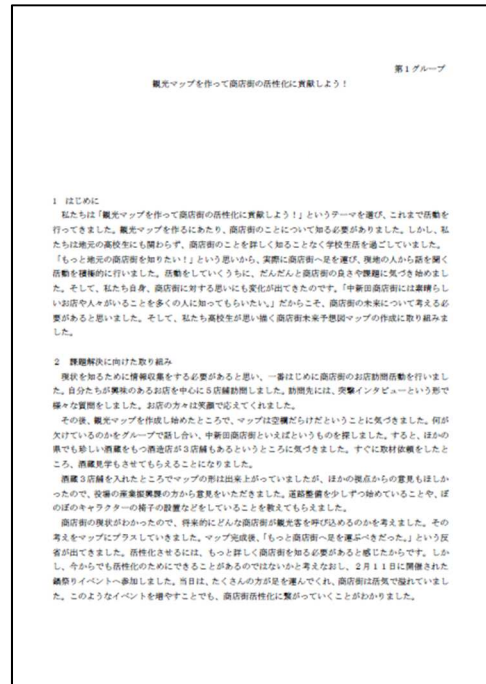 第1グループ
観光マップを作って商店街の活性化に貢献しよう！
1　はじめに
私たちは「観光マップを作って商店街の活性化に貢献しよう！」というテーマを選び、これまで活動を
行ってきました。観光マップを作るにあたり、商店街のことについて知る必要がありました。しかし、私
たちは地元の高校生にも関わらず、商店街のことを詳しく知ることなく学校生活を過ごしていました。
「もっと地元の商店街を知りたい！」という思いから、実際に商店街へ足を運び、現地の人から話を聞く
活動を積極的に行いました。活動をしていくうちに、だんだんと商店街の良さや課題に気づき始めまし
た。そして、私たち自身、商店街に対する思いにも変化が出てきたのです。「中新田商店街には素晴らし
いお店や人々がいることを多くの人に知ってもらいたい。」だからこそ、商店街の未来について考える必
要があると思いました。そして、私たち高校生が思い描く商店街未来予想図マップの作成に取り組みま
した。
2　課題解決に向けた取り組み
現状を知るために情報収集をする必要があると思い、一番はじめに商店街のお店訪問活動を行いまし
た。自分たちが興味のあるお店を中心に5店舗訪問しました。訪問先には、突撃インタビューという形で
様々な質問をしました。お店の方々は笑顔で応えてくれました。
その後、観光マップを作成し始めたところで、マップは空欄だらけだということに気づきました。何が
欠けているのかをグループで話し合い、中新田商店街といえばというものを探しました。すると、ほかの
県でも珍しい酒蔵をもつ酒造店が3店舗もあるというところに気づきました。すぐに取材依頼をしたと
ころ、酒蔵見学もさせてもらえることになりました。
酒蔵3店舗を入れたところでマップの形は出来上がっていましたが、ほかの視点からの意見もほしか
ったので、役場の産業振興課の方から意見をいただきました。道路整備を少しずつ始めていることや、ぼ
のぼのキャラクターの椅子の設置などをしていることを教えてもらえました。
商店街の現状がわかったので、将来的にどんな商店街が観光客を呼び込めるのかを考えました。その
考えをマップにプラスしていきました。マップ完成後、「もっと商店街へ足を運ぶべきだった。」という反
省が出てきました。活性化させるには、もっと詳しく商店街を知る必要があると感じたからです。しか
し、今からでも活性化のためにできることがあるのではないかと考えなおし、2月11日に開催された
鍋祭りイベントへ参加しました。当日は、たくさんの方が足を運んでくれ、商店街は活気で溢れていまし
た。このようなイベントを増やすことでも、商店街活性化に繋がっていくことがわかりました。